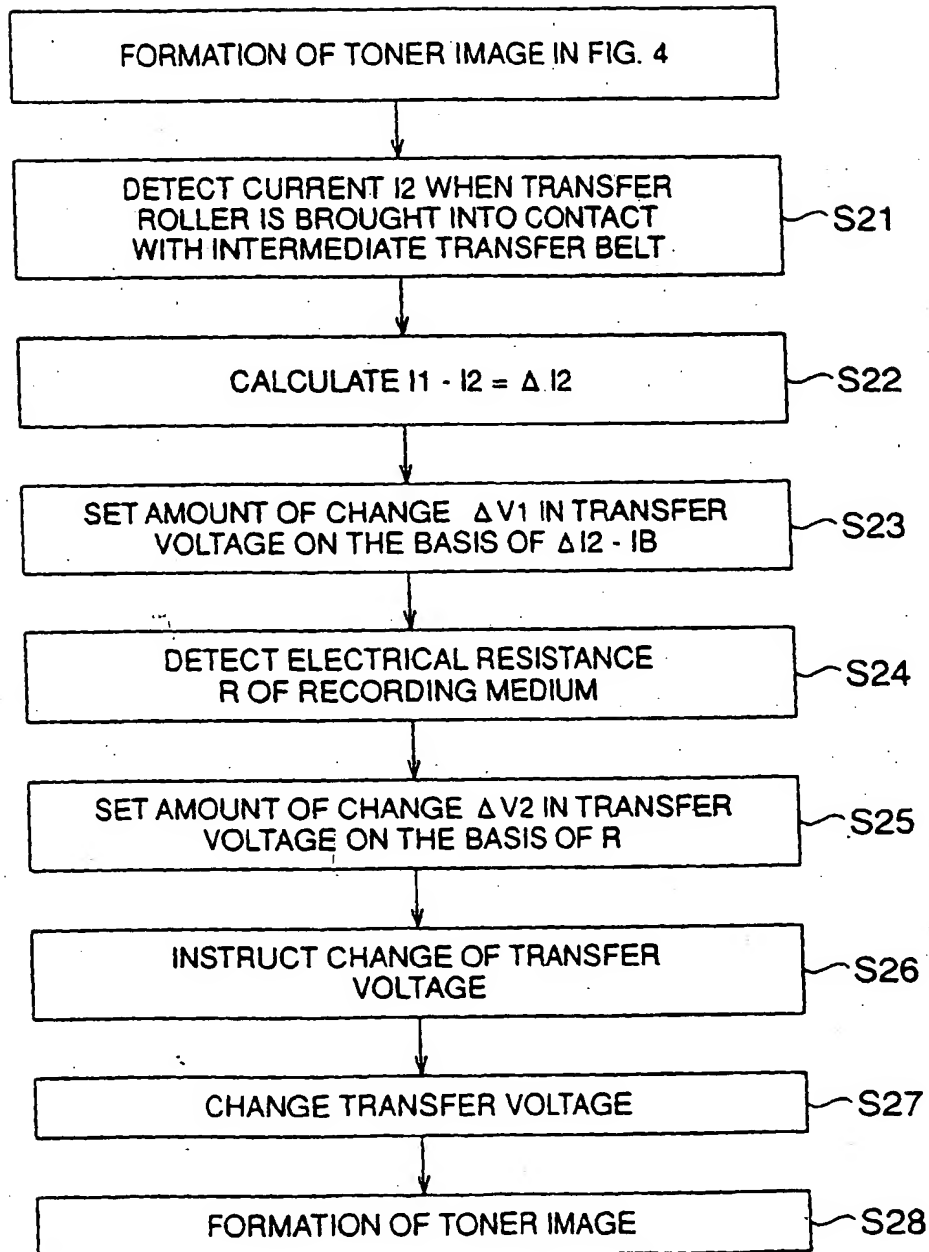 FORMATION OF TONER IMAGE IN FIG. 4
DETECT CURRENT I2 WHEN TRANSFER
ROLLER IS BROUGHT INTO CONTACT
WITH INTERMEDIATE TRANSFER BELT
S21
CALCULATE I1 - I2 = Δ I2
S22
SET AMOUNT OF CHANGE ΔV1 IN TRANSFER
VOLTAGE ON THE BASIS OF ΔI2 - IB
S23
DETECT ELECTRICAL RESISTANCE
R OF RECORDING MEDIUM
S24
SET AMOUNT OF CHANGE ΔV2 IN TRANSFER
VOLTAGE ON THE BASIS OF R
S25
INSTRUCT CHANGE OF TRANSFER
VOLTAGE
S26
CHANGE TRANSFER VOLTAGE
S27
FORMATION OF TONER IMAGE
S28